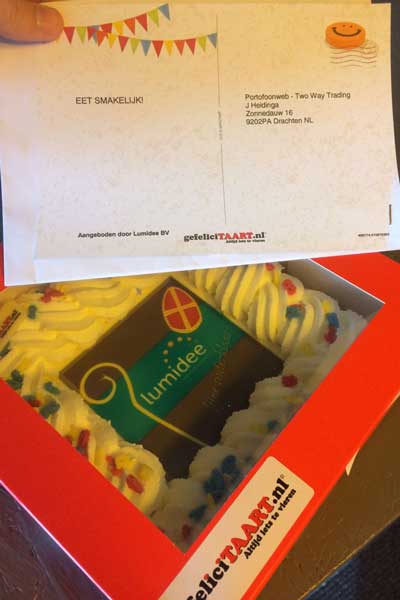 EET SMAKELIJK!
Portofoonweb - Two Way Trading
J Heidinga
Zonnedauw 16
9202PA Drachten NL
Aangeboden door Lumidee BV
gefeliciTAART.nl
Altijd iets te vieren
lumidee
TAART
feliciTAART.nl
Altijd iets te vieren